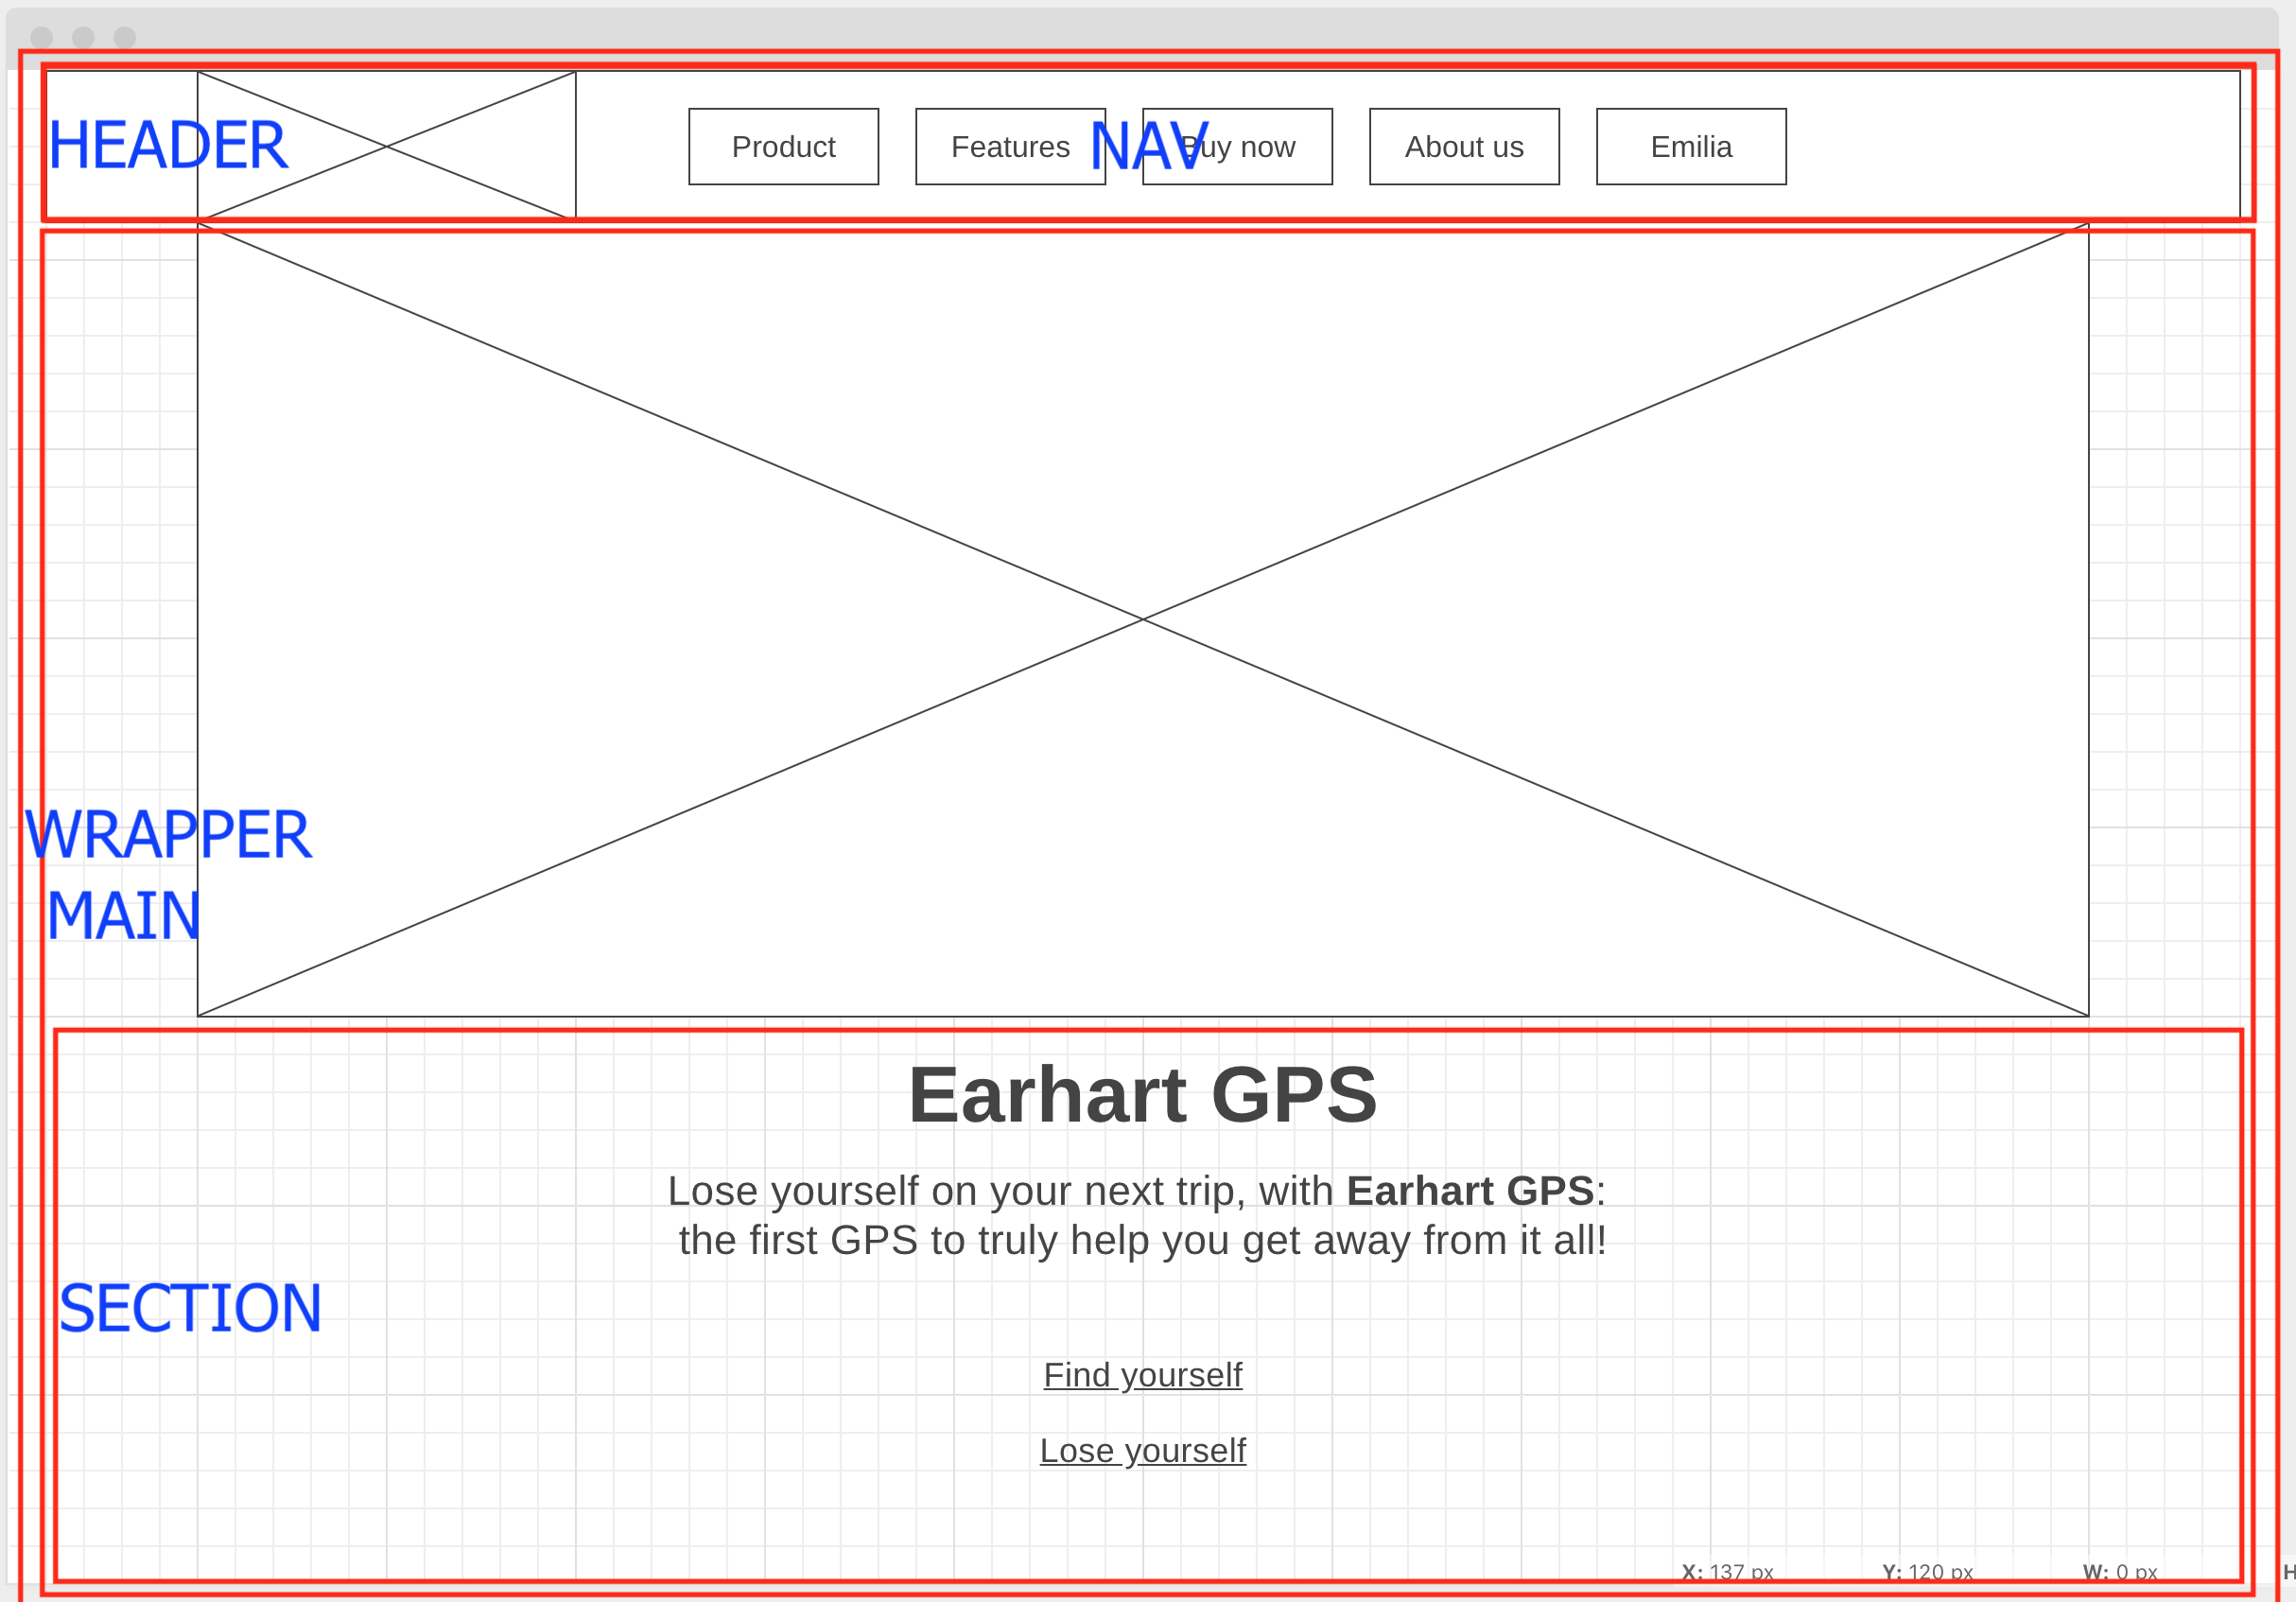 HEADER
Product
Features
NAV
Buy now
About us
Emilia
WRAPPER
MAIN
Earhart GPS
Lose yourself on your next trip, with Earhart GPS:
the first GPS to truly help you get away from it all!
SECTION
Find yourself
Lose yourself
X: 137 px Y: 120 px W: 0 px H